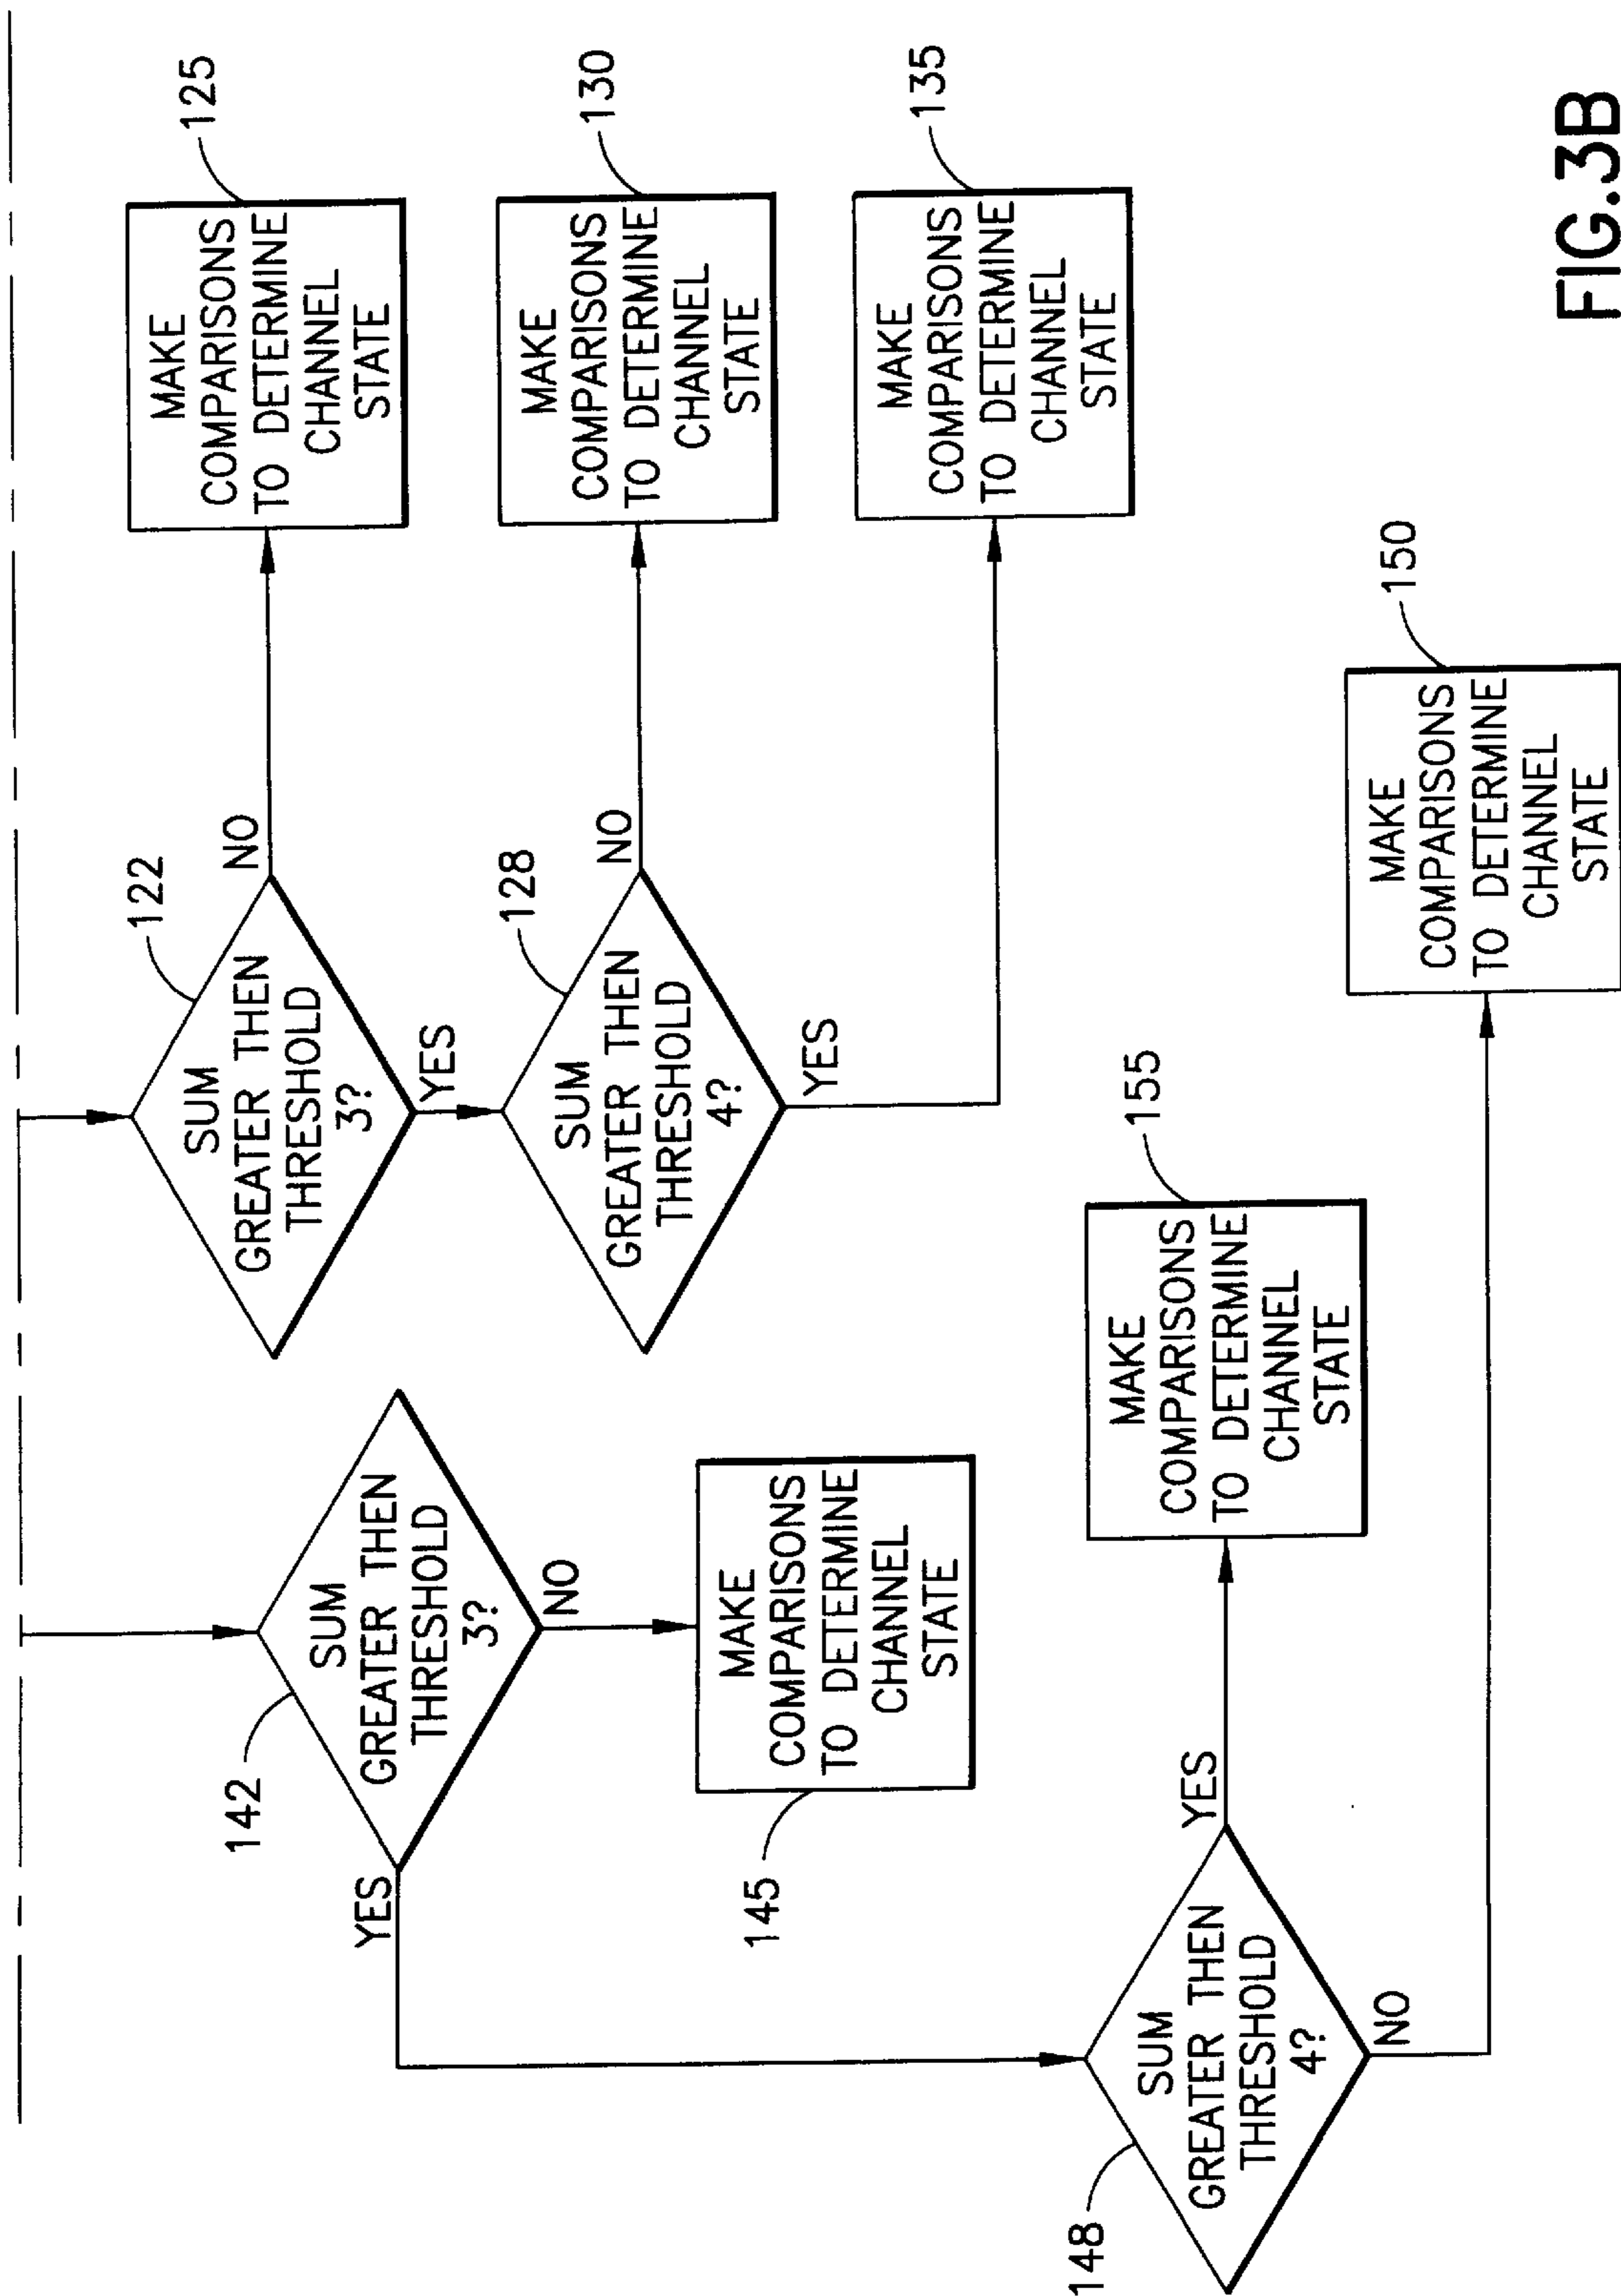 142
SUM
GREATER THEN
THRESHOLD
3?
YES
NO
122
SUM
GREATER THEN
THRESHOLD
3?
NO
YES
125
MAKE
COMPARISONS
TO DETERMINE
CHANNEL
STATE
128
SUM
GREATER THEN
THRESHOLD
4?
NO
YES
130
MAKE
COMPARISONS
TO DETERMINE
CHANNEL
STATE
145
MAKE
COMPARISONS
TO DETERMINE
CHANNEL
STATE
135
MAKE
COMPARISONS
TO DETERMINE
CHANNEL
STATE
148
SUM
GREATER THEN
THRESHOLD
4?
YES
NO
155
MAKE
COMPARISONS
TO DETERMINE
CHANNEL
STATE
150
MAKE
COMPARISONS
TO DETERMINE
CHANNEL
STATE
FIG.3B